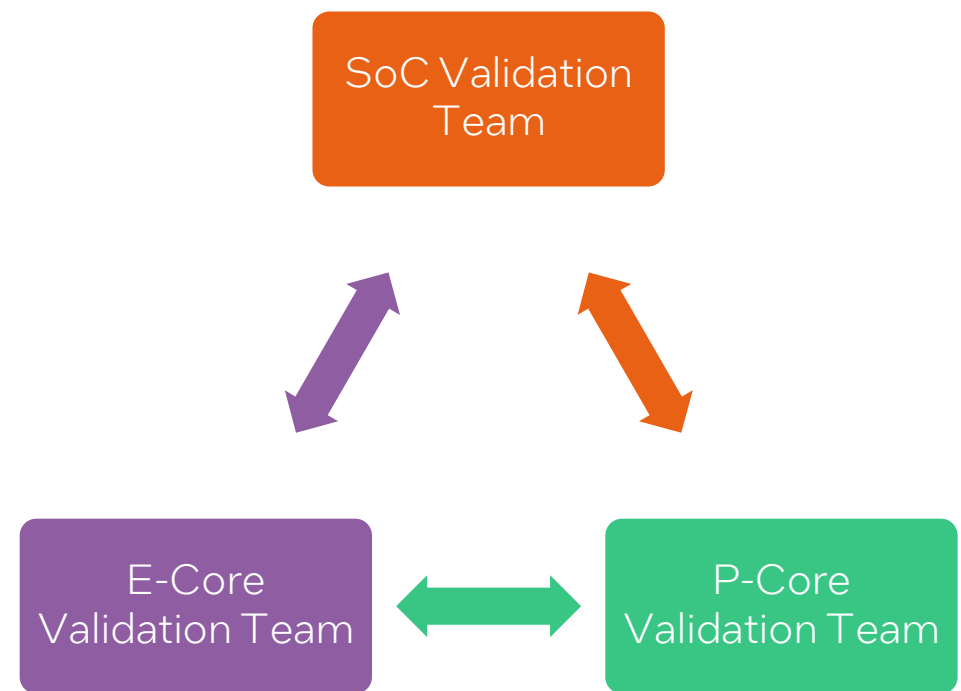 SoC Validation
Team
E-Core
Validation Team
P-Core
Validation Team